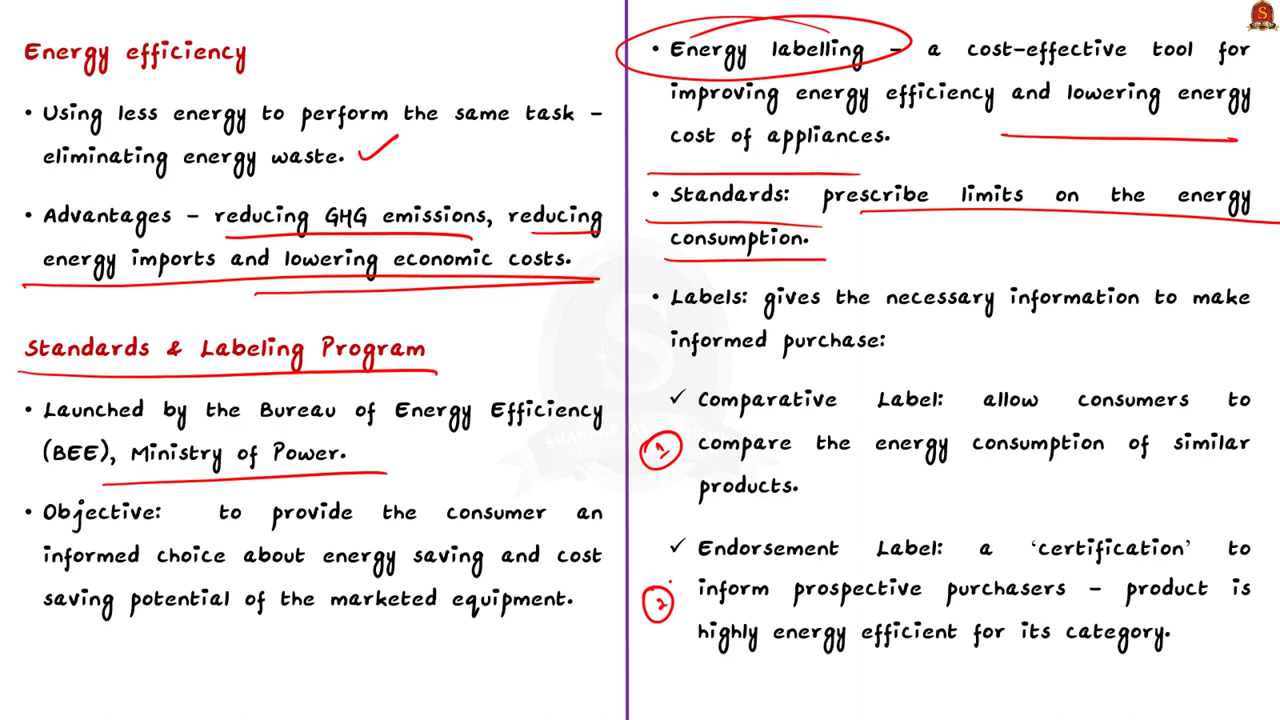 Energy efficiency
• Using less energy to perform the same task –
eliminating energy waste.
• Advantages – reducing GHG emissions, reducing
energy imports and lowering economic costs.
Standards & Labeling Program
• Launched by the Bureau of Energy Efficiency
(BEE), Ministry of Power.
• Objective: to provide the consumer an
informed choice about energy saving and cost
saving potential of the marketed equipment.
• Energy labelling – a cost-effective tool for
improving energy efficiency and lowering energy
cost of appliances.
• Standards: prescribe limits on the energy
consumption.
• Labels: gives the necessary information to make
informed purchase:
✓ Comparative Label: allow consumers to
1 compare the energy consumption of similar
products.
✓ Endorsement Label: a ‘certification’ to
2 inform prospective purchasers – product is
highly energy efficient for its category.